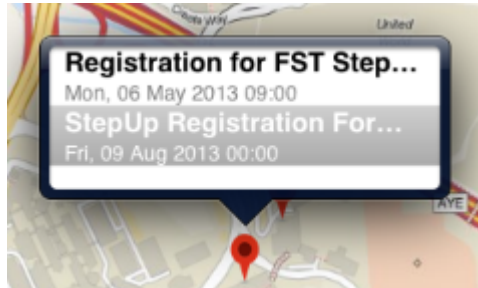 United
Registration for FST Step...
Mon, 06 May 2013 09:00
StepUp Registration For...
Fri, 09 Aug 2013 00:00
AYE